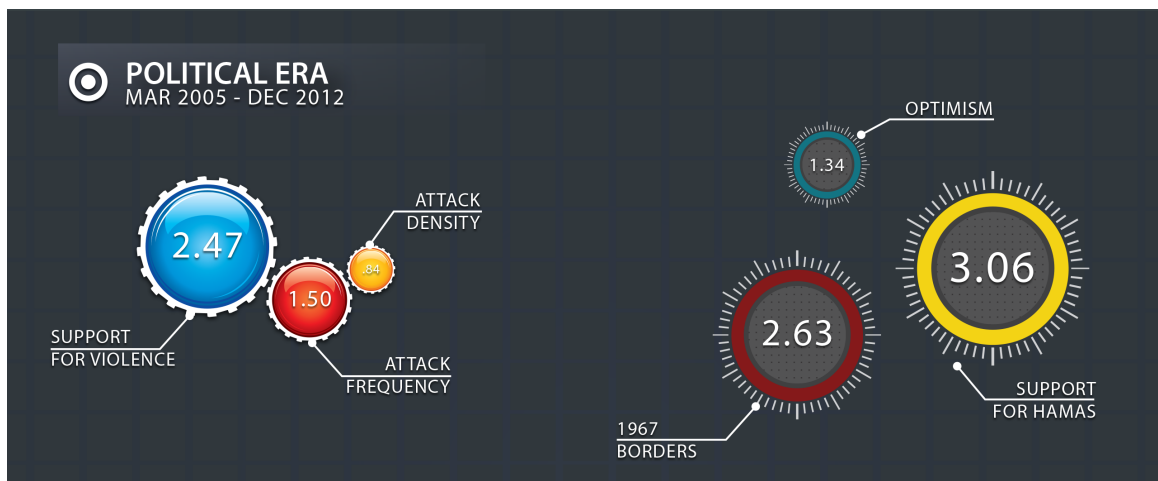 POLITICAL ERA
MAR 2005 - DEC 2012
OPTIMISM
1.34
ATTACK
DENSITY
2.47
.84
1.50
3.06
2.63
SUPPORT
FOR VIOLENCE
ATTACK
FREQUENCY
SUPPORT
FOR HAMAS
1967
BORDERS